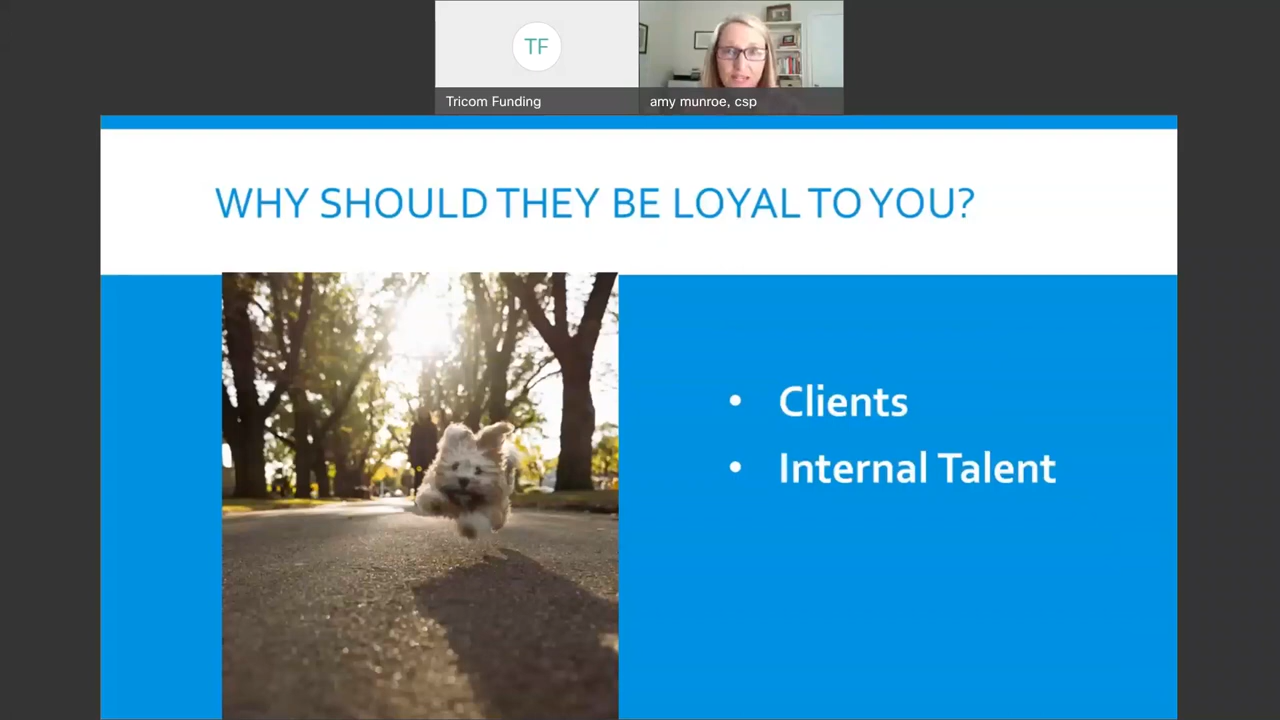 TF
Tricom Funding
amy munroe, csp
WHY SHOULD THEY BE LOYAL TO YOU?
• Clients
• Internal Talent